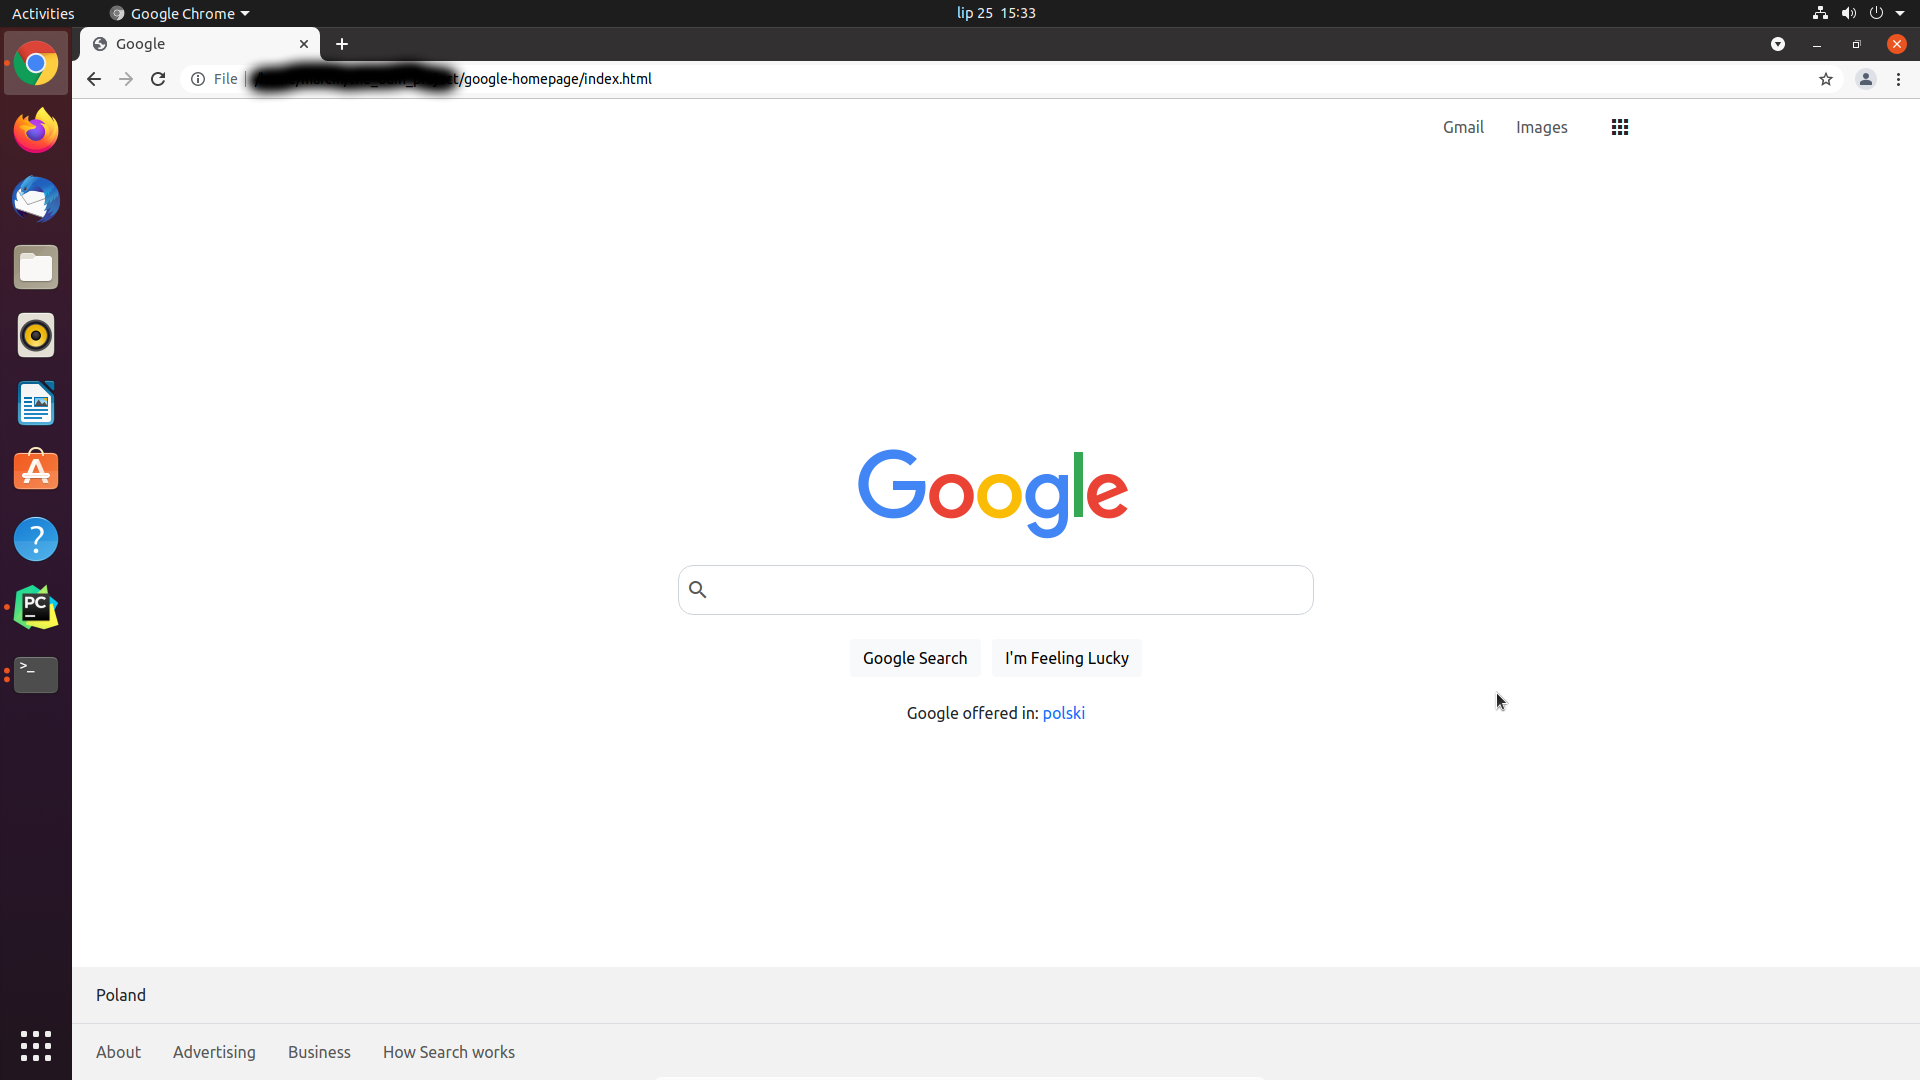 Activities
Google Chrome
lip 25 15:33
Google
File
/google-homepage/index.html
Gmail Images
Google
Google Search I'm Feeling Lucky
Google offered in: polski
PC
>_
Poland
About Advertising Business How Search works